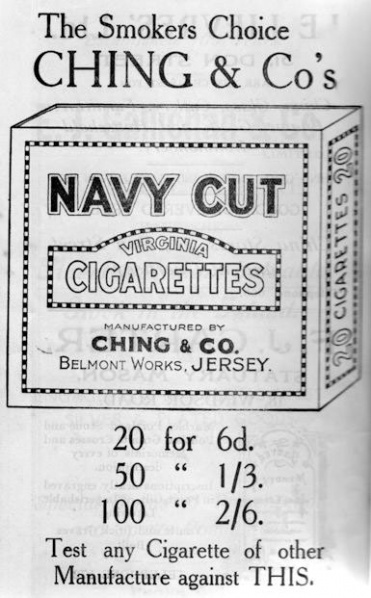 The Smokers Choice
CHING & Co's
NAVY CUT
VIRGINIA
CIGARETTES
MANUFACTURED BY
CHING & CO.
BELMONT WORKS, JERSEY.
20 CIGARETTES 20
20 for 6d.
50 “ 1/3.
100 “ 2/6.
Test any Cigarette of other
Manufacture against THIS.